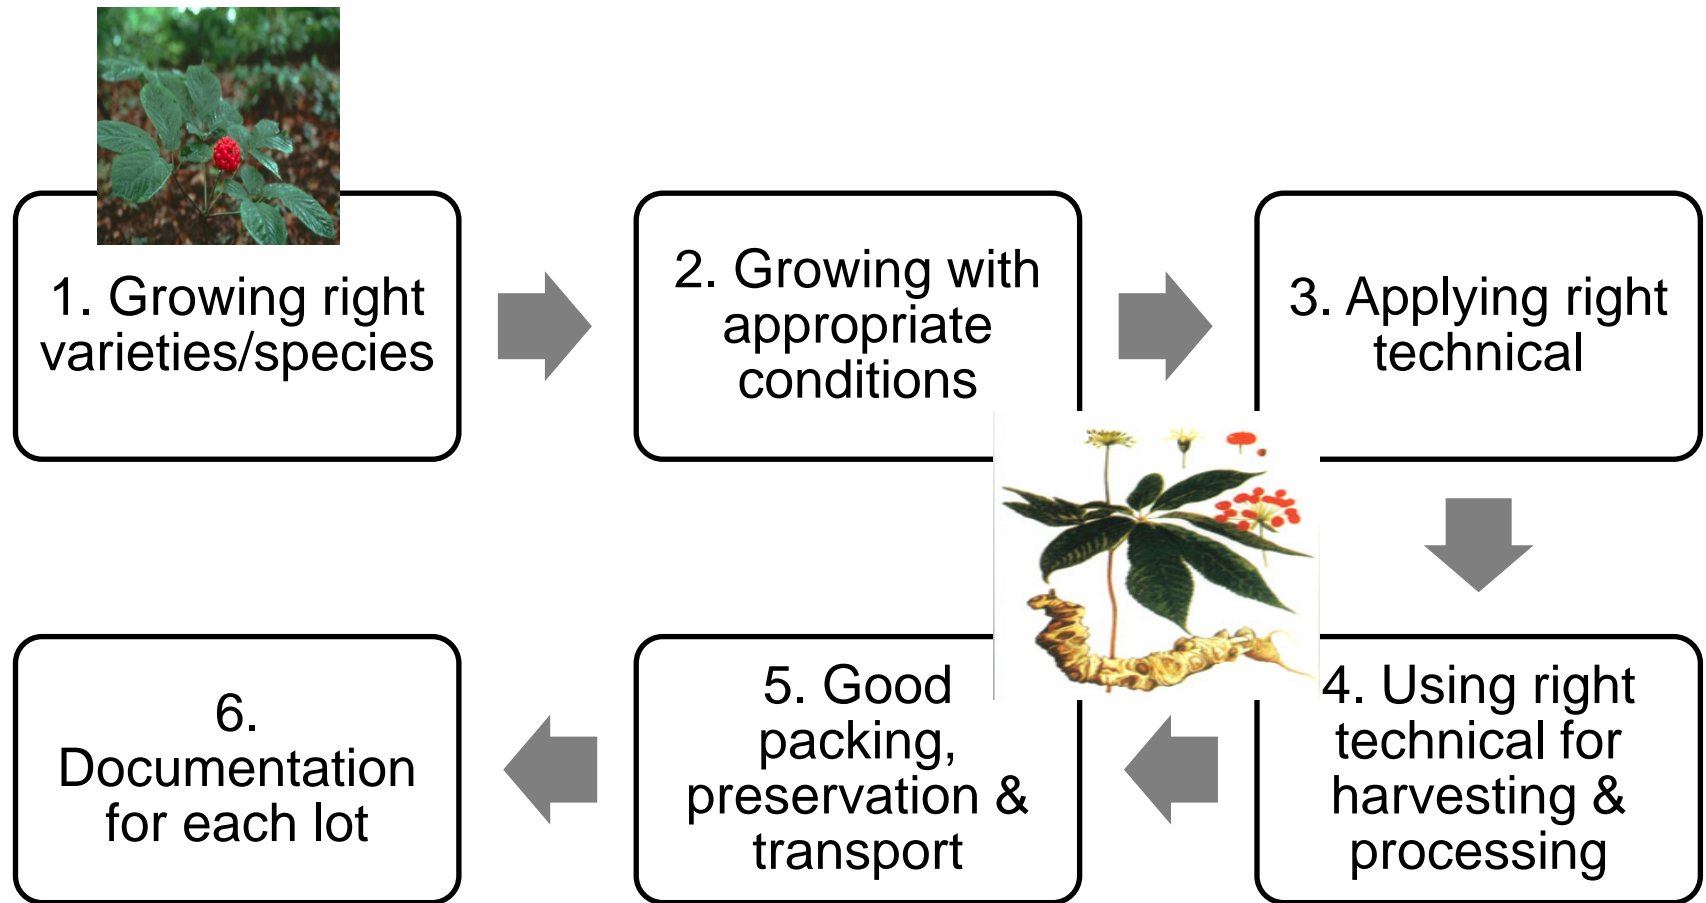 1. Growing right
varieties/species
2. Growing with
appropriate
conditions
3. Applying right
technical
4. Using right
technical for
harvesting &
processing
5. Good
packing,
preservation &
transport
6.
Documentation
for each lot